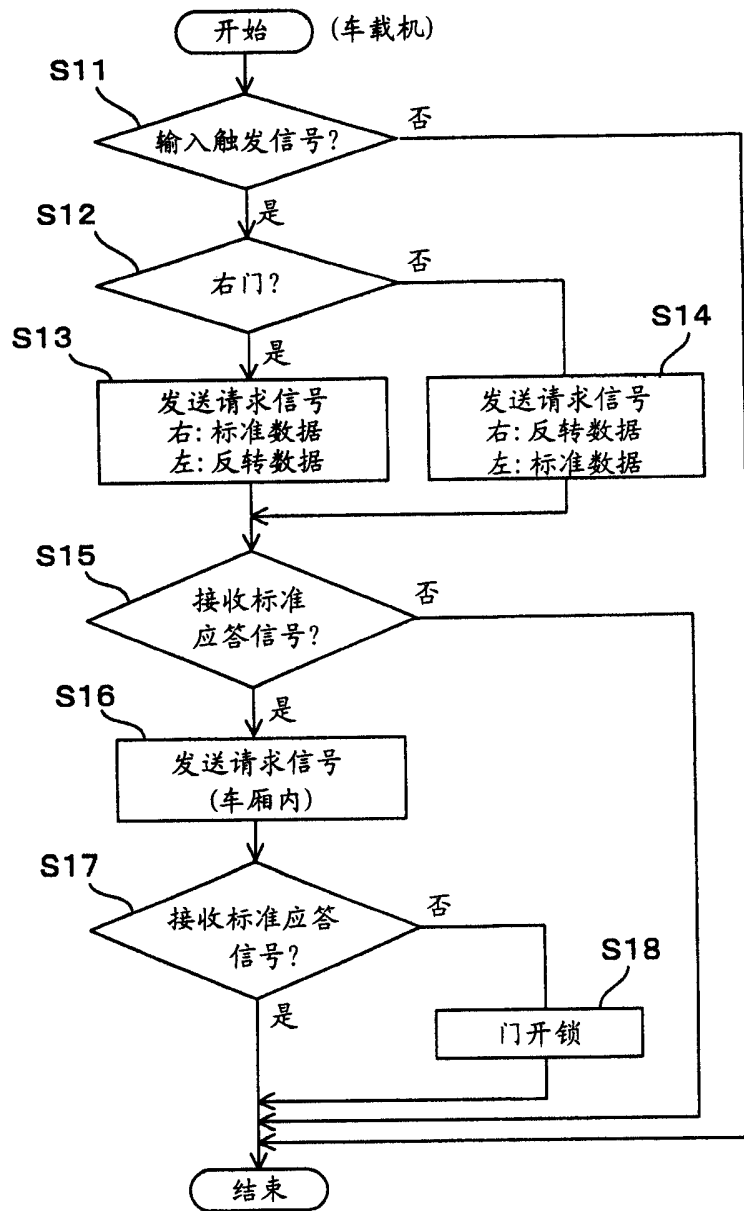 开始 (车载机)
S11
输入触发信号? 否
是
S12
右门? 否
S13 是 S14
发送请求信号
右: 标准数据
左: 反转数据
发送请求信号
右: 反转数据
左: 标准数据
S15
接收标准
应答信号?
否
S16 是
发送请求信号
(车厢内)
S17
接收标准应答
信号?
否
是
S18
门开锁
结束